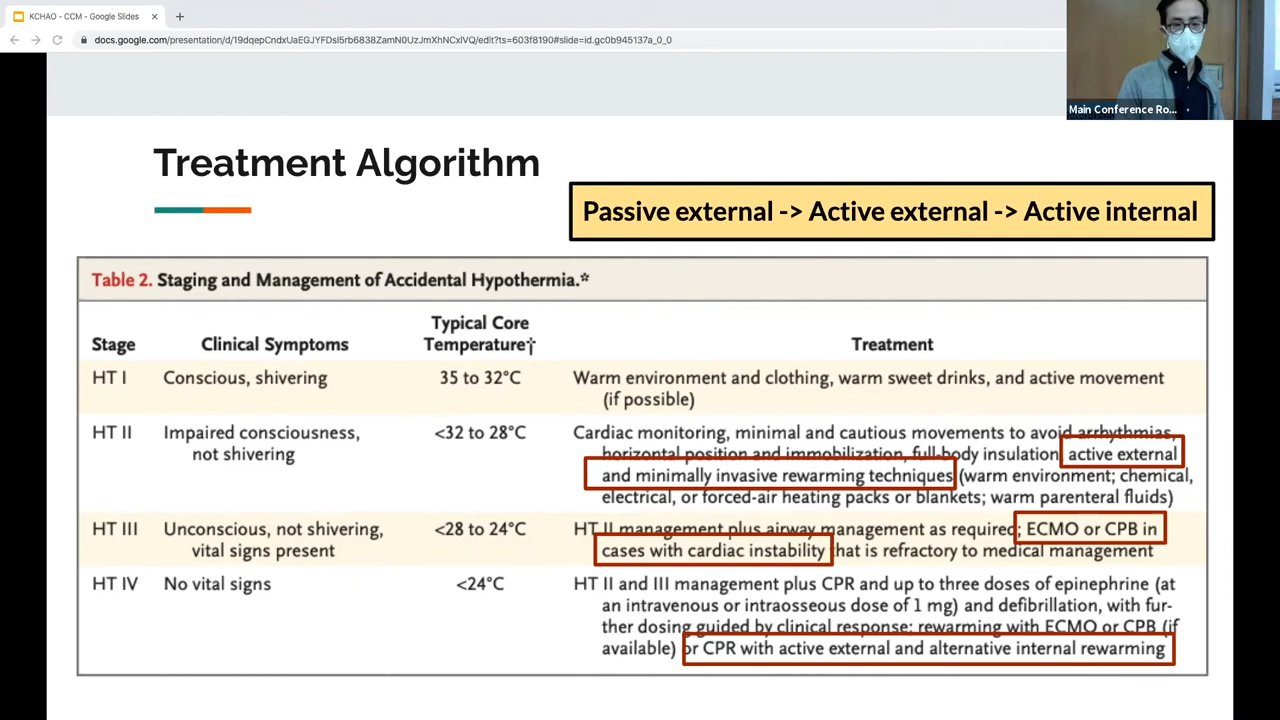 KCHAO - CCM - Google Slides
docs.google.com/presentation/d/19dqepCndxUaEGJYFDsl5rb6838ZamN0UzJmXhNCxlVQ/edit?ts=603f8190#slide=id.gc0b945137a_0_0
Main Conference Ro...
Treatment Algorithm
Passive external -> Active external -> Active internal
Table 2. Staging and Management of Accidental Hypothermia.*
Stage Clinical Symptoms Typical Core Temperature† Treatment
HT I Conscious, shivering 35 to 32°C Warm environment and clothing, warm sweet drinks, and active movement
(if possible)
HT II Impaired consciousness, <32 to 28°C Cardiac monitoring, minimal and cautious movements to avoid arrhythmias,
not shivering horizontal position and immobilization, full-body insulation, active external
and minimally invasive rewarming techniques (warm environment; chemical,
electrical, or forced-air heating packs or blankets; warm parenteral fluids)
HT III Unconscious, not shivering, <28 to 24°C HT II management plus airway management as required; ECMO or CPB in
vital signs present cases with cardiac instability that is refractory to medical management
HT IV No vital signs <24°C HT II and III management plus CPR and up to three doses of epinephrine (at
an intravenous or intraosseous dose of 1 mg) and defibrillation, with fur-
ther dosing guided by clinical response; rewarming with ECMO or CPB (if
available) or CPR with active external and alternative internal rewarming